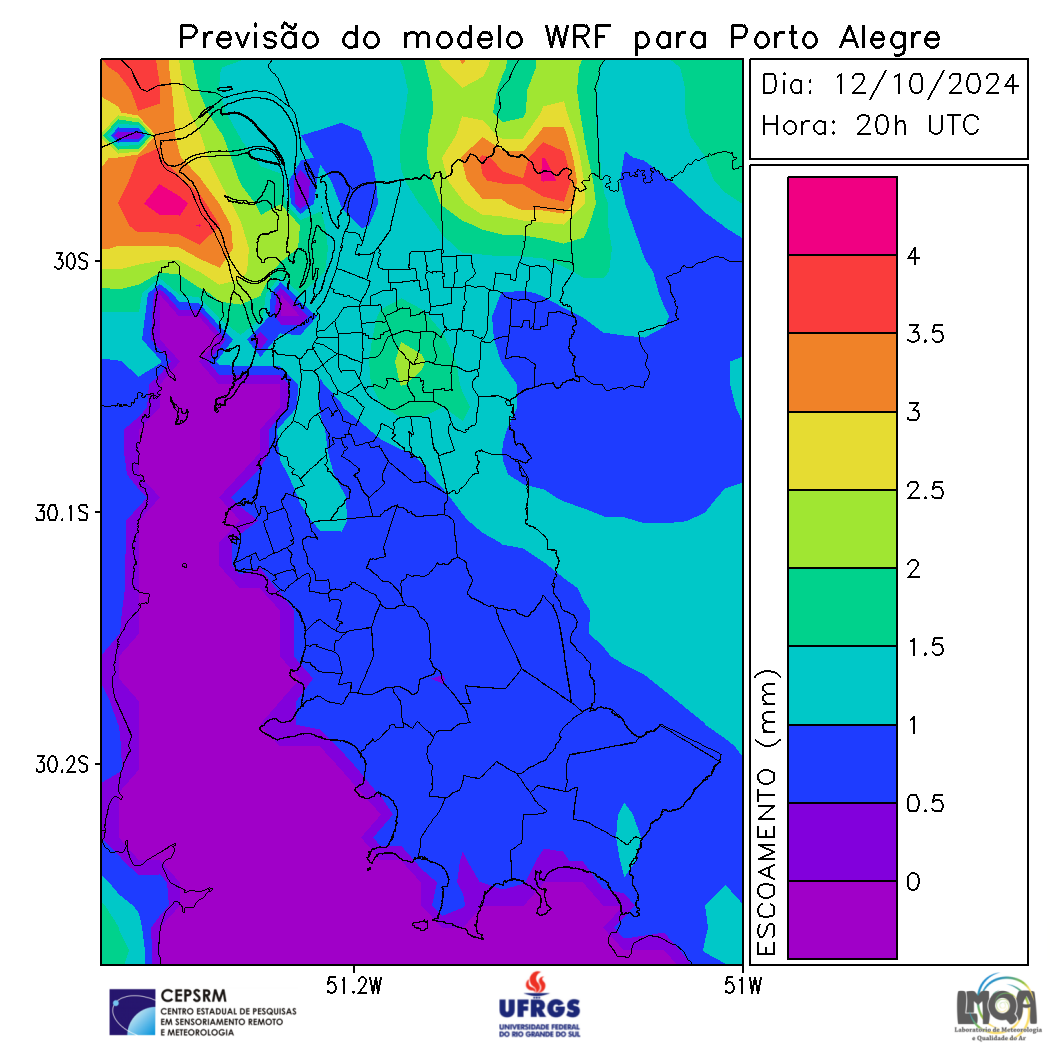 Previsão do modelo WRF para Porto Alegre
Dia: 12/10/2024
Hora: 20h UTC
30S
30.1S
30.2S
51.2W
51W
4
3.5
3
2.5
2
1.5
1
0.5
0
ESCOAMENTO (mm)
CEPSRM
CENTRO ESTADUAL DE PESQUISAS
EM SENSORIAMENTO REMOTO
E METEOROLOGIA
UFRGS
UNIVERSIDADE FEDERAL
DO RIO GRANDE DO SUL
LMQA
Laboratório de Meteorologia
e Qualidade do Ar